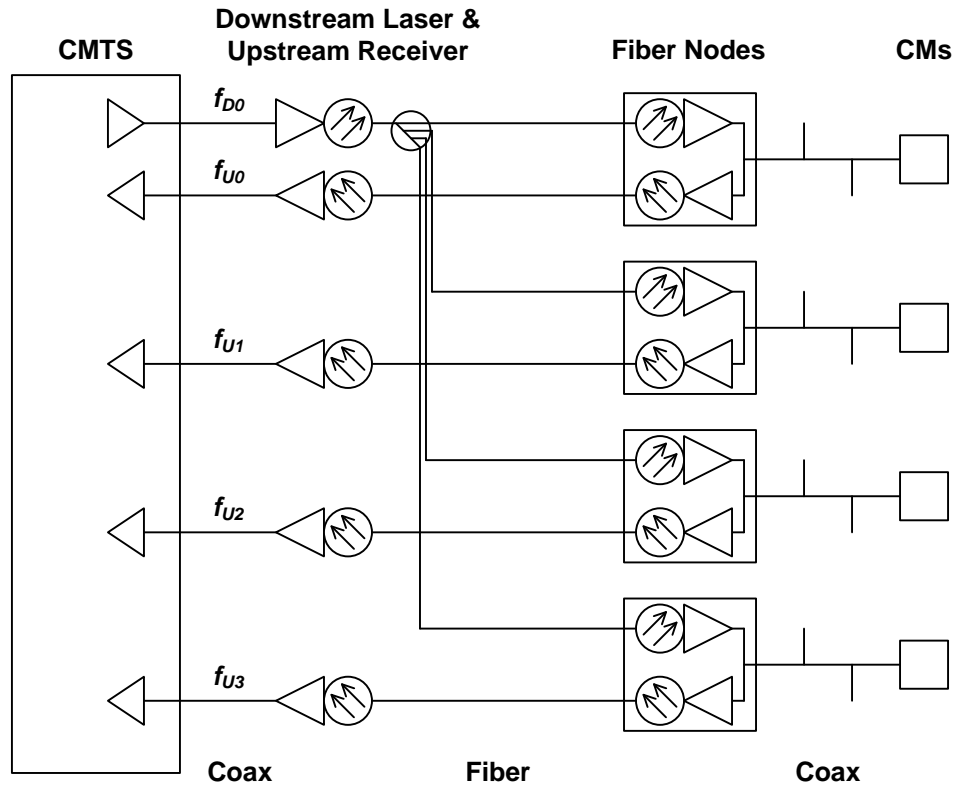 CMTS
Downstream Laser &
Upstream Receiver
Fiber Nodes
CMs
fD0
fU0
fU1
fU2
fU3
Coax
Fiber
Coax